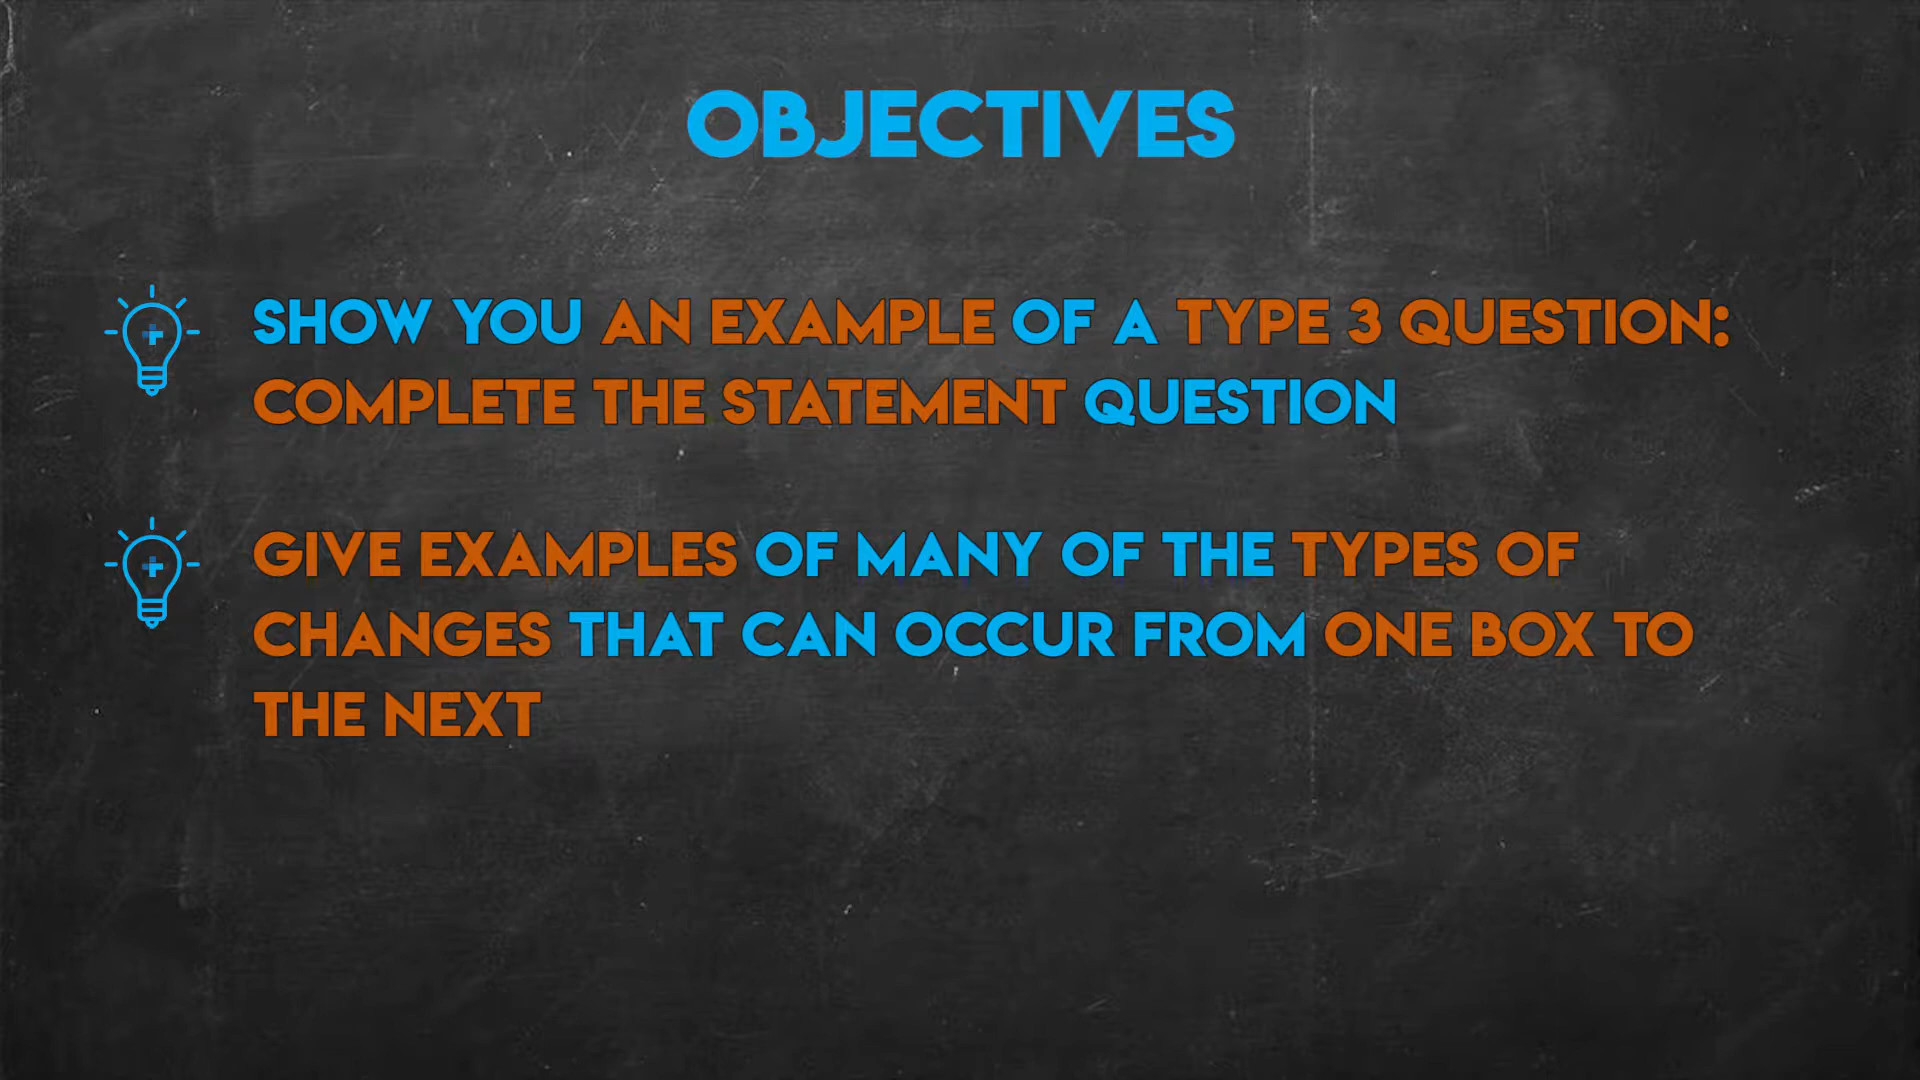 OBJECTIVES
SHOW YOU AN EXAMPLE OF A TYPE 3 QUESTION:
COMPLETE THE STATEMENT QUESTION
GIVE EXAMPLES OF MANY OF THE TYPES OF
CHANGES THAT CAN OCCUR FROM ONE BOX TO
THE NEXT